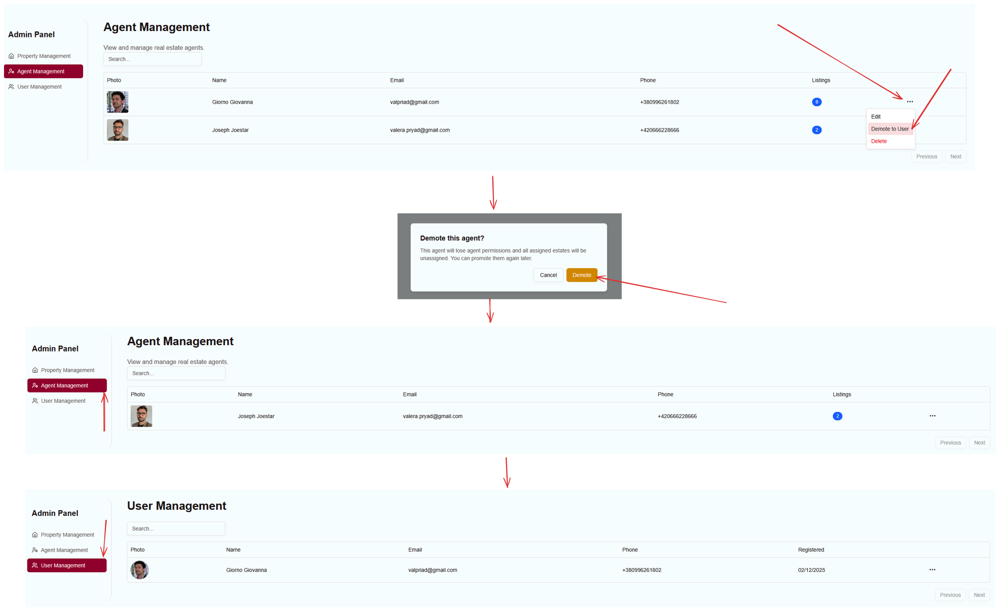 Admin Panel
Property Management
Agent Management
User Management
Agent Management
View and manage real estate agents.
Search...
Photo Name Email Phone Listings
Giorno Giovanna valpriad@gmail.com +380996261802 0 ...
Joseph Joestar valera.pryad@gmail.com +420666228666 2
Edit
Demote to User
Delete
Previous Next
Demote this agent?
This agent will lose agent permissions and all assigned estates will be
unassigned. You can promote them again later.
Cancel Demote
Admin Panel
Property Management
Agent Management
User Management
Agent Management
View and manage real estate agents.
Search...
Photo Name Email Phone Listings
Joseph Joestar valera.pryad@gmail.com +420666228666 2 ...
Previous Next
Admin Panel
Property Management
Agent Management
User Management
User Management
Search...
Photo Name Email Phone Registered
Giorno Giovanna valpriad@gmail.com +380996261802 02/12/2025 ...
Previous Next